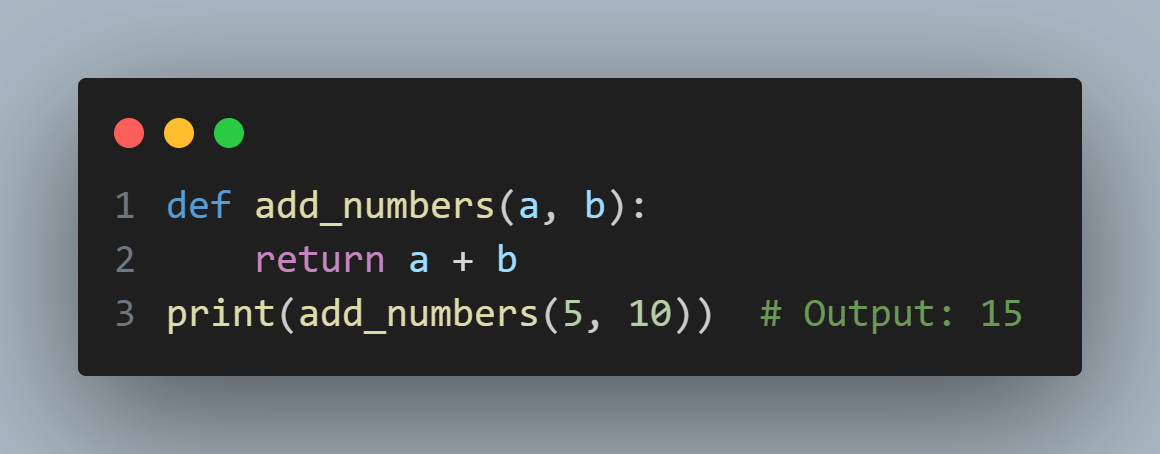 1 def add_numbers(a, b):
2     return a + b
3 print(add_numbers(5, 10))  # Output: 15